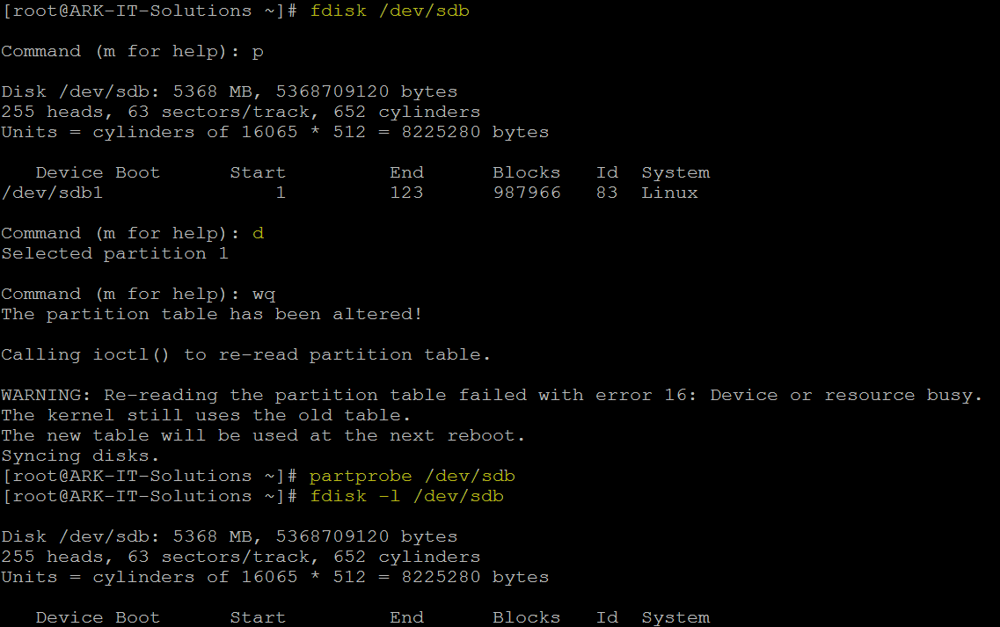 [root@ARK-IT-Solutions ~]# fdisk /dev/sdb
Command (m for help): p
Disk /dev/sdb: 5368 MB, 5368709120 bytes
255 heads, 63 sectors/track, 652 cylinders
Units = cylinders of 16065 * 512 = 8225280 bytes
Device Boot Start End Blocks Id System
/dev/sdb1 1 123 987966 83 Linux
Command (m for help): d
Selected partition 1
Command (m for help): wq
The partition table has been altered!
Calling ioctl() to re-read partition table.
WARNING: Re-reading the partition table failed with error 16: Device or resource busy.
The kernel still uses the old table.
The new table will be used at the next reboot.
Syncing disks.
[root@ARK-IT-Solutions ~]# partprobe /dev/sdb
[root@ARK-IT-Solutions ~]# fdisk -l /dev/sdb
Disk /dev/sdb: 5368 MB, 5368709120 bytes
255 heads, 63 sectors/track, 652 cylinders
Units = cylinders of 16065 * 512 = 8225280 bytes
Device Boot Start End Blocks Id System